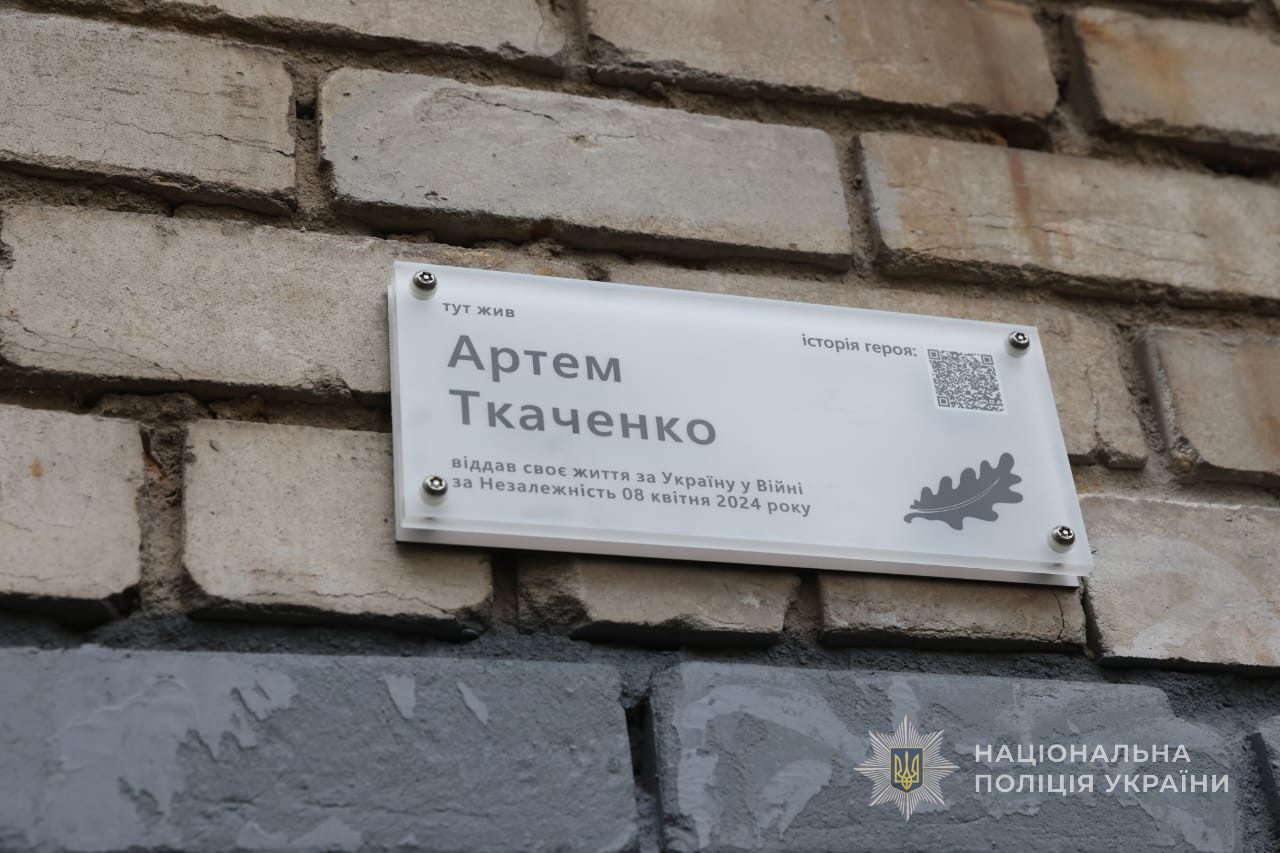 тут жив
Артем
Ткаченко
історія героя:
віддав своє життя за Україну у Війні
за Незалежність 08 квітня 2024 року
НАЦІОНАЛЬНА
ПОЛІЦІЯ УКРАЇНИ